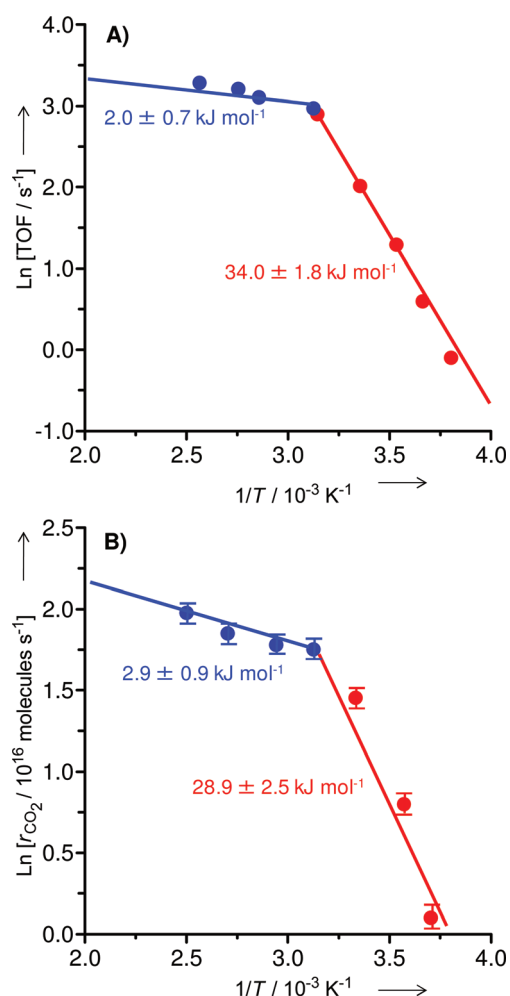 A)
Ln [TOF / s⁻¹]
4.0
3.0
2.0
1.0
0.0
-1.0
2.0 ± 0.7 kJ mol⁻¹
34.0 ± 1.8 kJ mol⁻¹
2.0 2.5 3.0 3.5 4.0
1/T / 10⁻³ K⁻¹
B)
Ln [r_CO₂ / 10¹⁶ molecules s⁻¹]
2.5
2.0
1.5
1.0
0.5
0.0
2.9 ± 0.9 kJ mol⁻¹
28.9 ± 2.5 kJ mol⁻¹
2.0 2.5 3.0 3.5 4.0
1/T / 10⁻³ K⁻¹